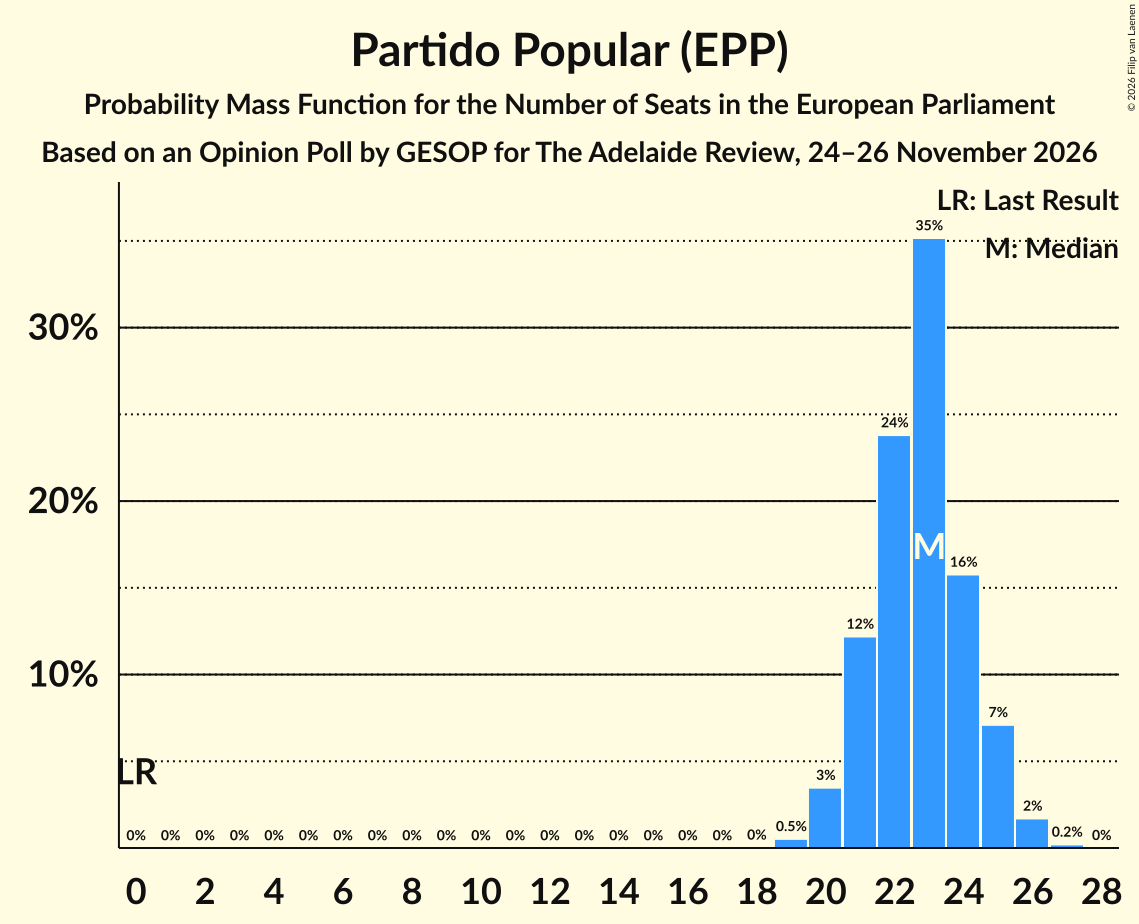 Partido Popular (EPP)
Probability Mass Function for the Number of Seats in the European Parliament
Based on an Opinion Poll by GESOP for The Adelaide Review, 24–26 November 2026
© 2026 Filip van Laenen
LR: Last Result
M: Median
30%
20%
10%
35%
24%
M
16%
12%
7%
LR
3%
2%
0.5%
0.2%
0% 0% 0% 0% 0% 0% 0% 0% 0% 0% 0% 0% 0% 0% 0% 0% 0% 0% 0% 0%
0 2 4 6 8 10 12 14 16 18 20 22 24 26 28